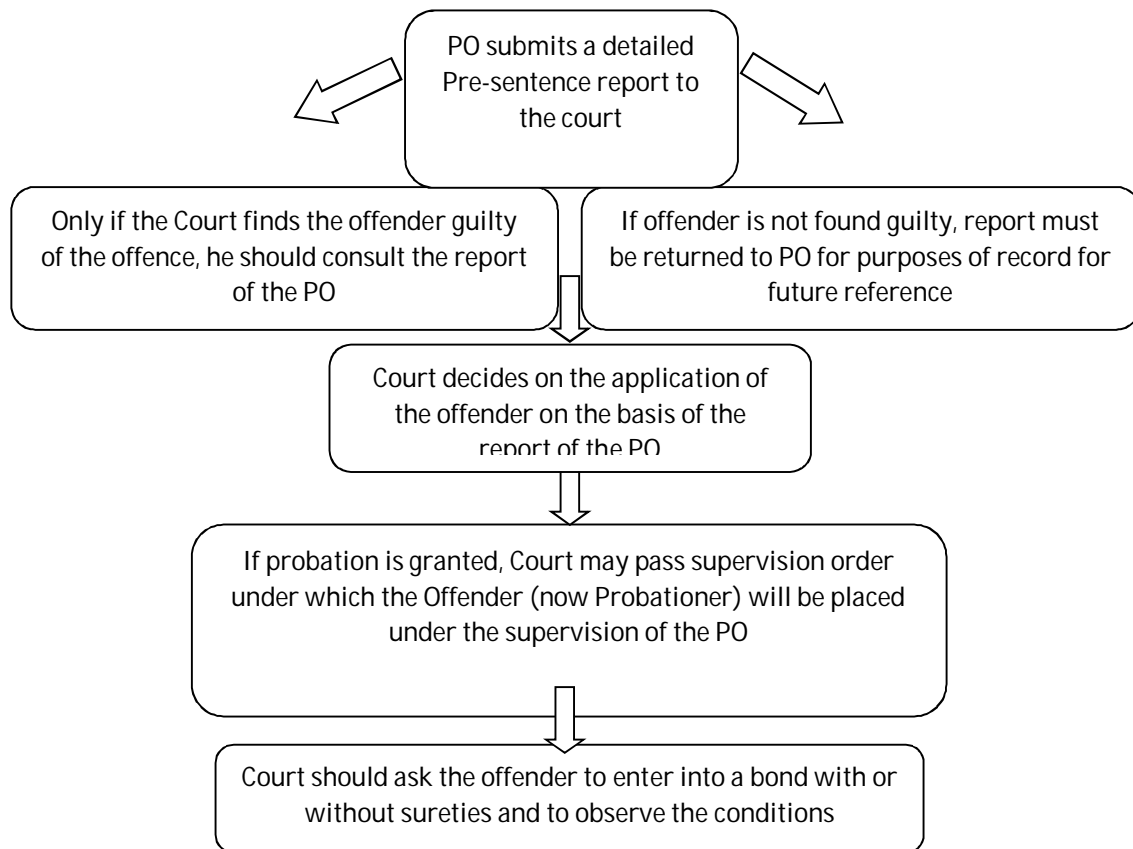 PO submits a detailed
Pre-sentence report to
the court
Only if the Court finds the offender guilty
of the offence, he should consult the report
of the PO
If offender is not found guilty, report must
be returned to PO for purposes of record for
future reference
Court decides on the application of
the offender on the basis of the
report of the PO
If probation is granted, Court may pass supervision order
under which the Offender (now Probationer) will be placed
under the supervision of the PO
Court should ask the offender to enter into a bond with or
without sureties and to observe the conditions